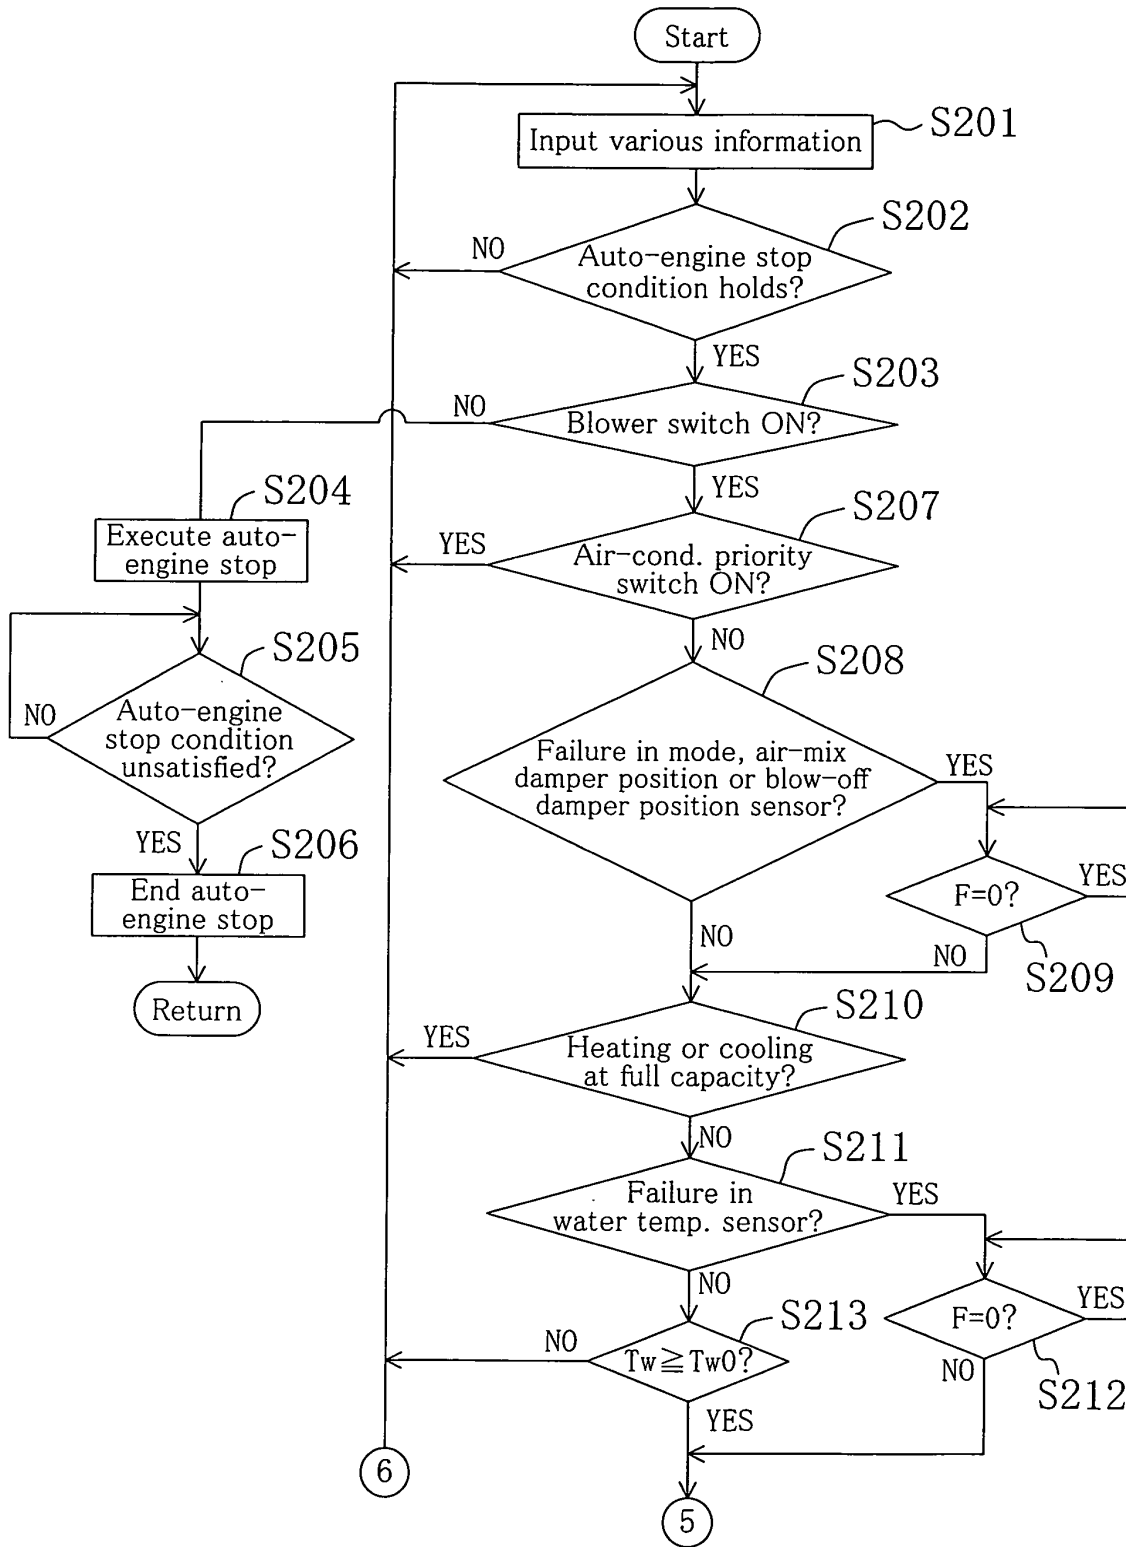 Start
Input various information
S201
Auto-engine stop
condition holds?
S202
NO
YES
Blower switch ON?
S203
NO
YES
S204
Execute auto-
engine stop
Air-cond. priority
switch ON?
S207
YES
NO
S205
Auto-engine
stop condition
unsatisfied?
NO
YES
S208
Failure in mode, air-mix
damper position or blow-off
damper position sensor?
YES
NO
S206
End auto-
engine stop
Return
F=0?
YES
NO
S209
S210
Heating or cooling
at full capacity?
YES
NO
S211
Failure in
water temp. sensor?
YES
NO
F=0?
YES
NO
S212
S213
Tw≧Tw0?
NO
YES
6
5